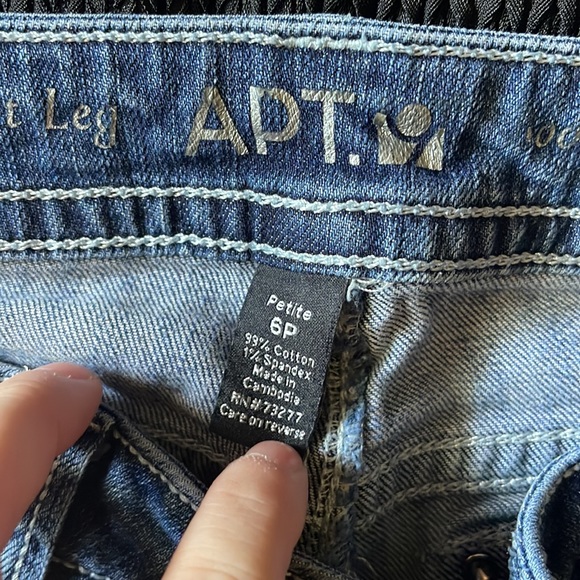 t Leg APT.
Petite
6P
99% Cotton
1% Spandex
Made in
Cambodia
RN#73277
Care on reverse